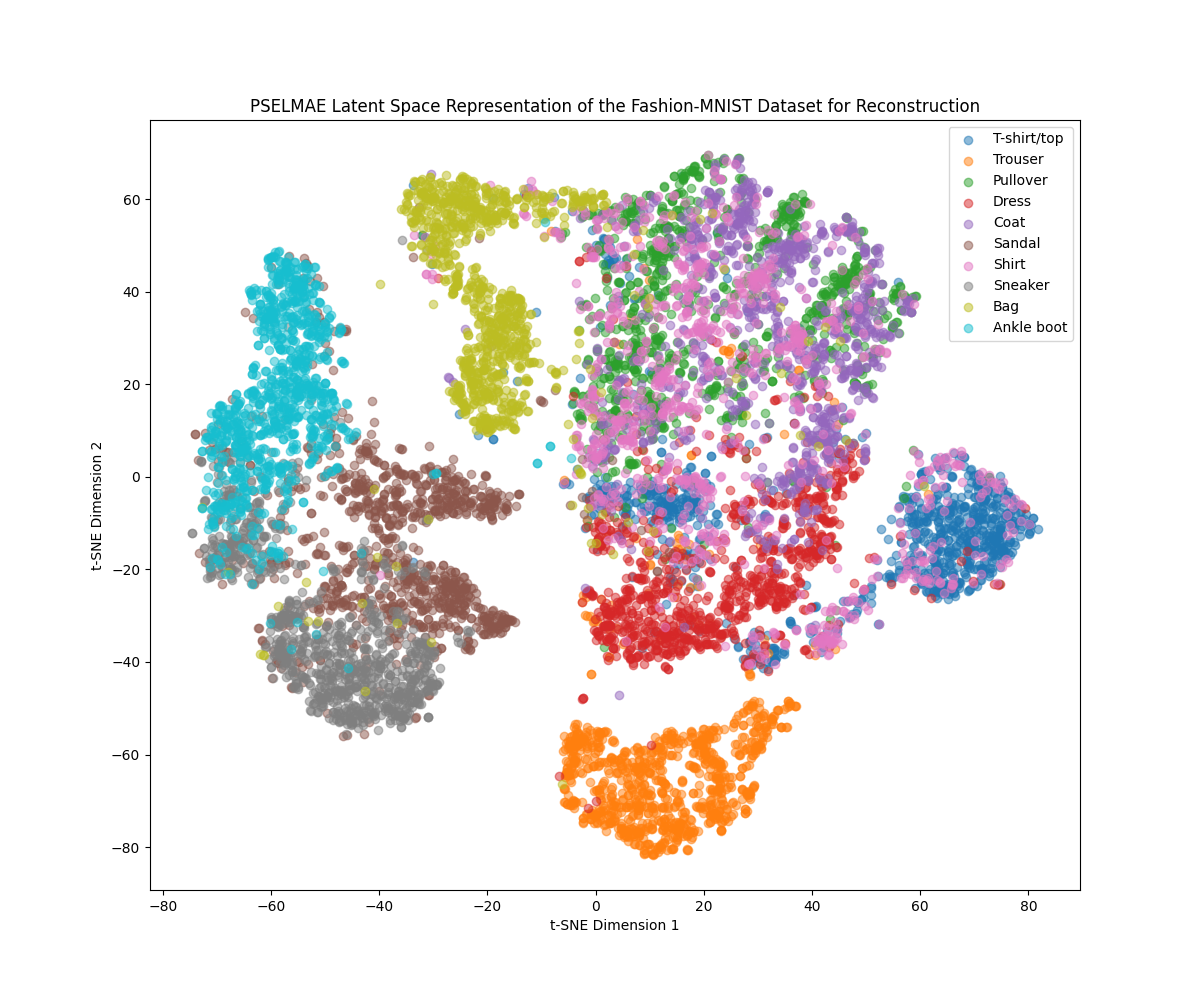 PSELMAE Latent Space Representation of the Fashion-MNIST Dataset for Reconstruction
T-shirt/top
Trouser
Pullover
Dress
Coat
Sandal
Shirt
Sneaker
Bag
Ankle boot
60
40
20
0
−20
−40
−60
−80
t-SNE Dimension 2
−80 −60 −40 −20 0 20 40 60 80
t-SNE Dimension 1